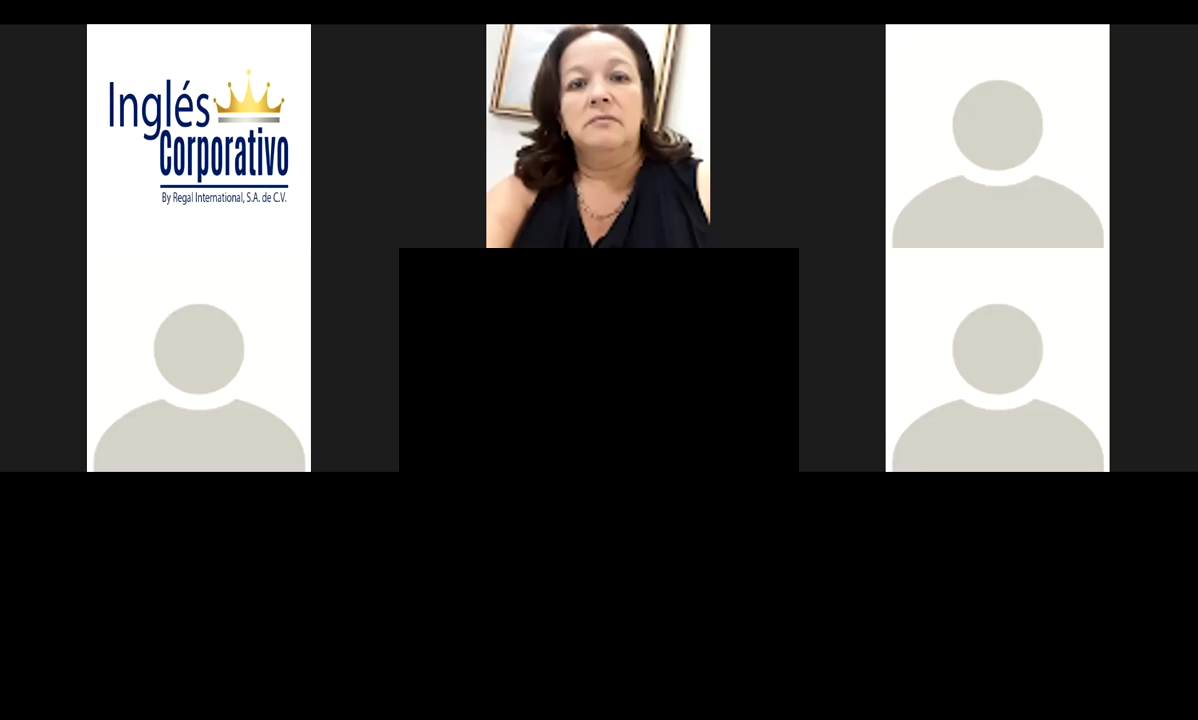 Inglés
Corporativo
By Regal International, S.A. de C.V.